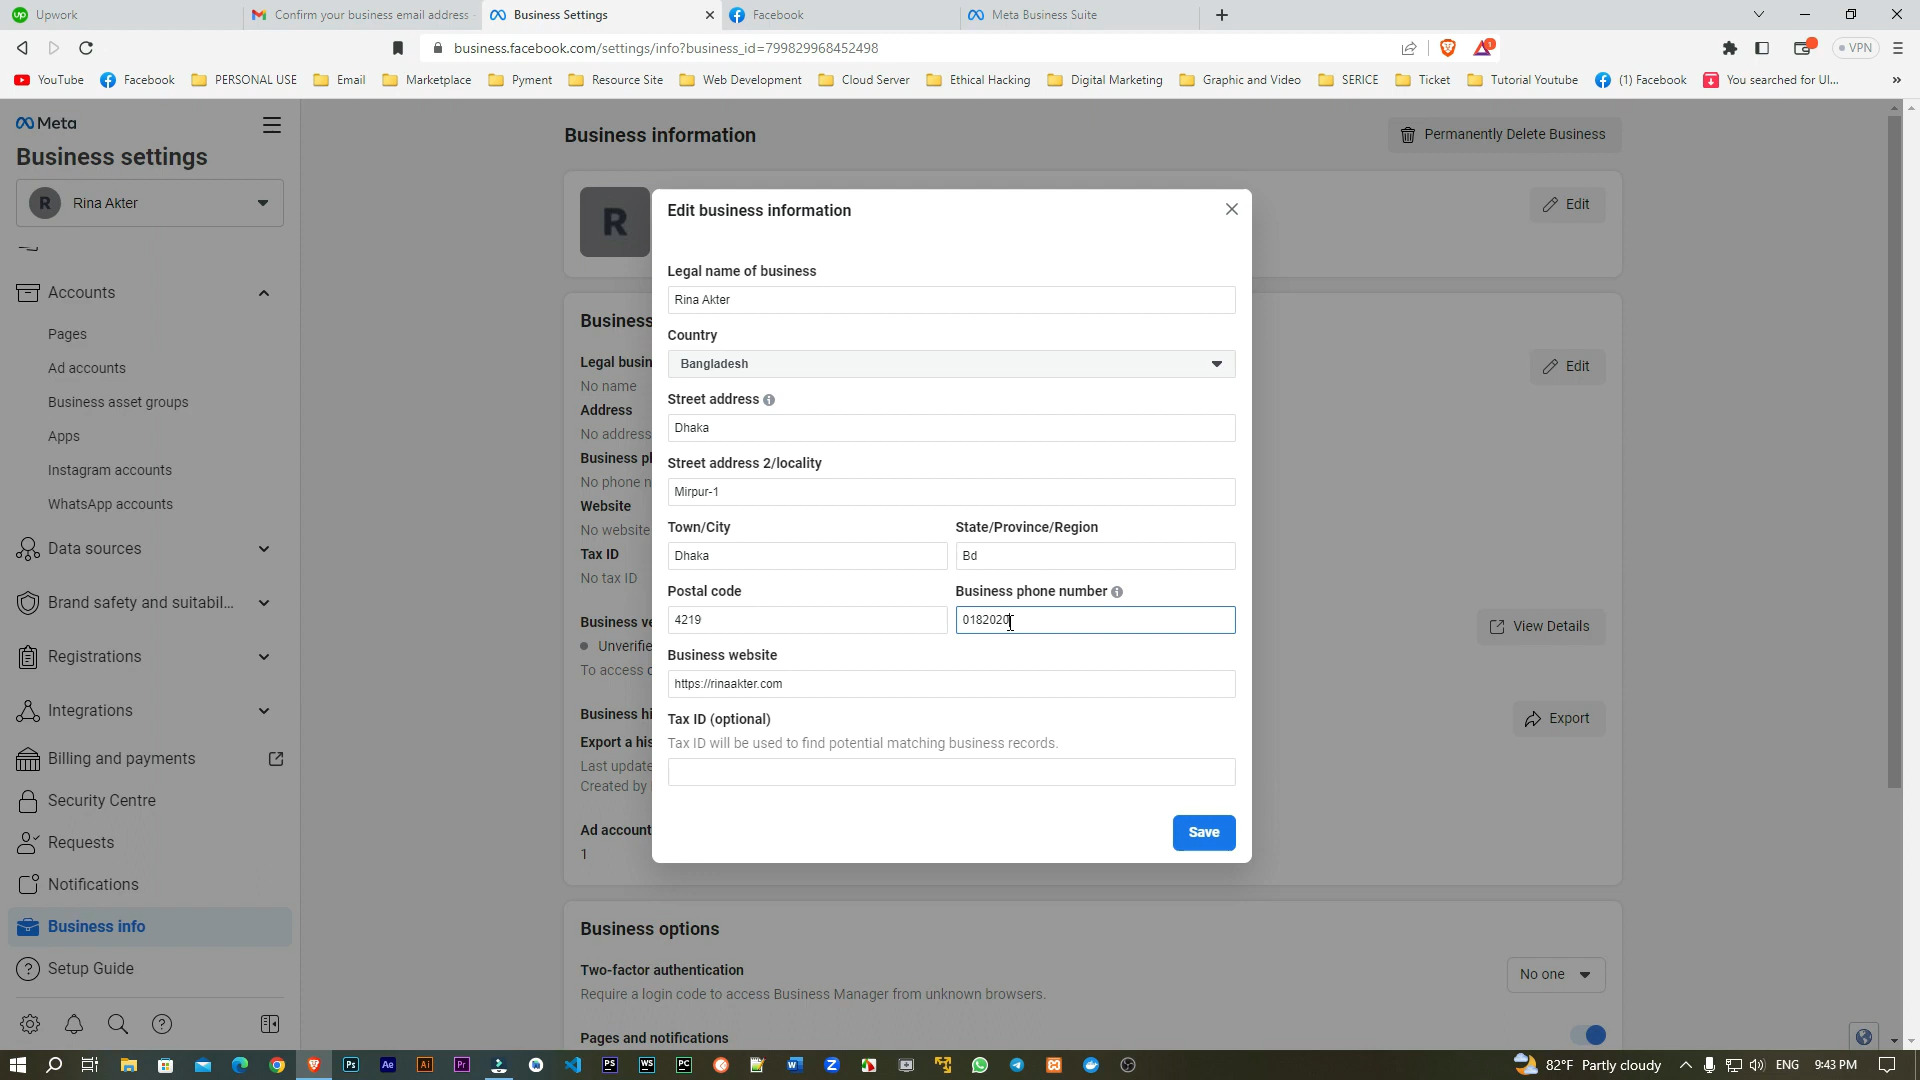 Upwork
Confirm your business email address
Business Settings
Facebook
Meta Business Suite
business.facebook.com/settings/info?business_id=799829968452498
1
VPN
YouTube
Facebook
PERSONAL USE
Email
Marketplace
Pyment
Resource Site
Web Development
Cloud Server
Ethical Hacking
Digital Marketing
Graphic and Video
SERICE
Ticket
Tutorial Youtube
(1) Facebook
You searched for UI...
Meta
Business settings
R
Rina Akter
Accounts
Pages
Ad accounts
Business asset groups
Apps
Instagram accounts
WhatsApp accounts
Data sources
Brand safety and suitabil...
Registrations
Integrations
Billing and payments
Security Centre
Requests
Notifications
Business info
Setup Guide
Business information
Permanently Delete Business
R
Edit
Business
Legal busin
No name
Edit
Address
No address
Business pl
No phone n
Website
No website
Tax ID
No tax ID
Business ve
Unverifie
To access c
View Details
Business hi
Export a his
Last update
Created by
Export
Ad account
1
Edit business information
Legal name of business
Rina Akter
Country
Bangladesh
Street address
Dhaka
Street address 2/locality
Mirpur-1
Town/City
State/Province/Region
Dhaka
Bd
Postal code
Business phone number
4219
0182020
Business website
https://rinaakter.com
Tax ID (optional)
Tax ID will be used to find potential matching business records.
Save
Business options
Two-factor authentication
Require a login code to access Business Manager from unknown browsers.
No one
Pages and notifications
82°F Partly cloudy
ENG
9:43 PM